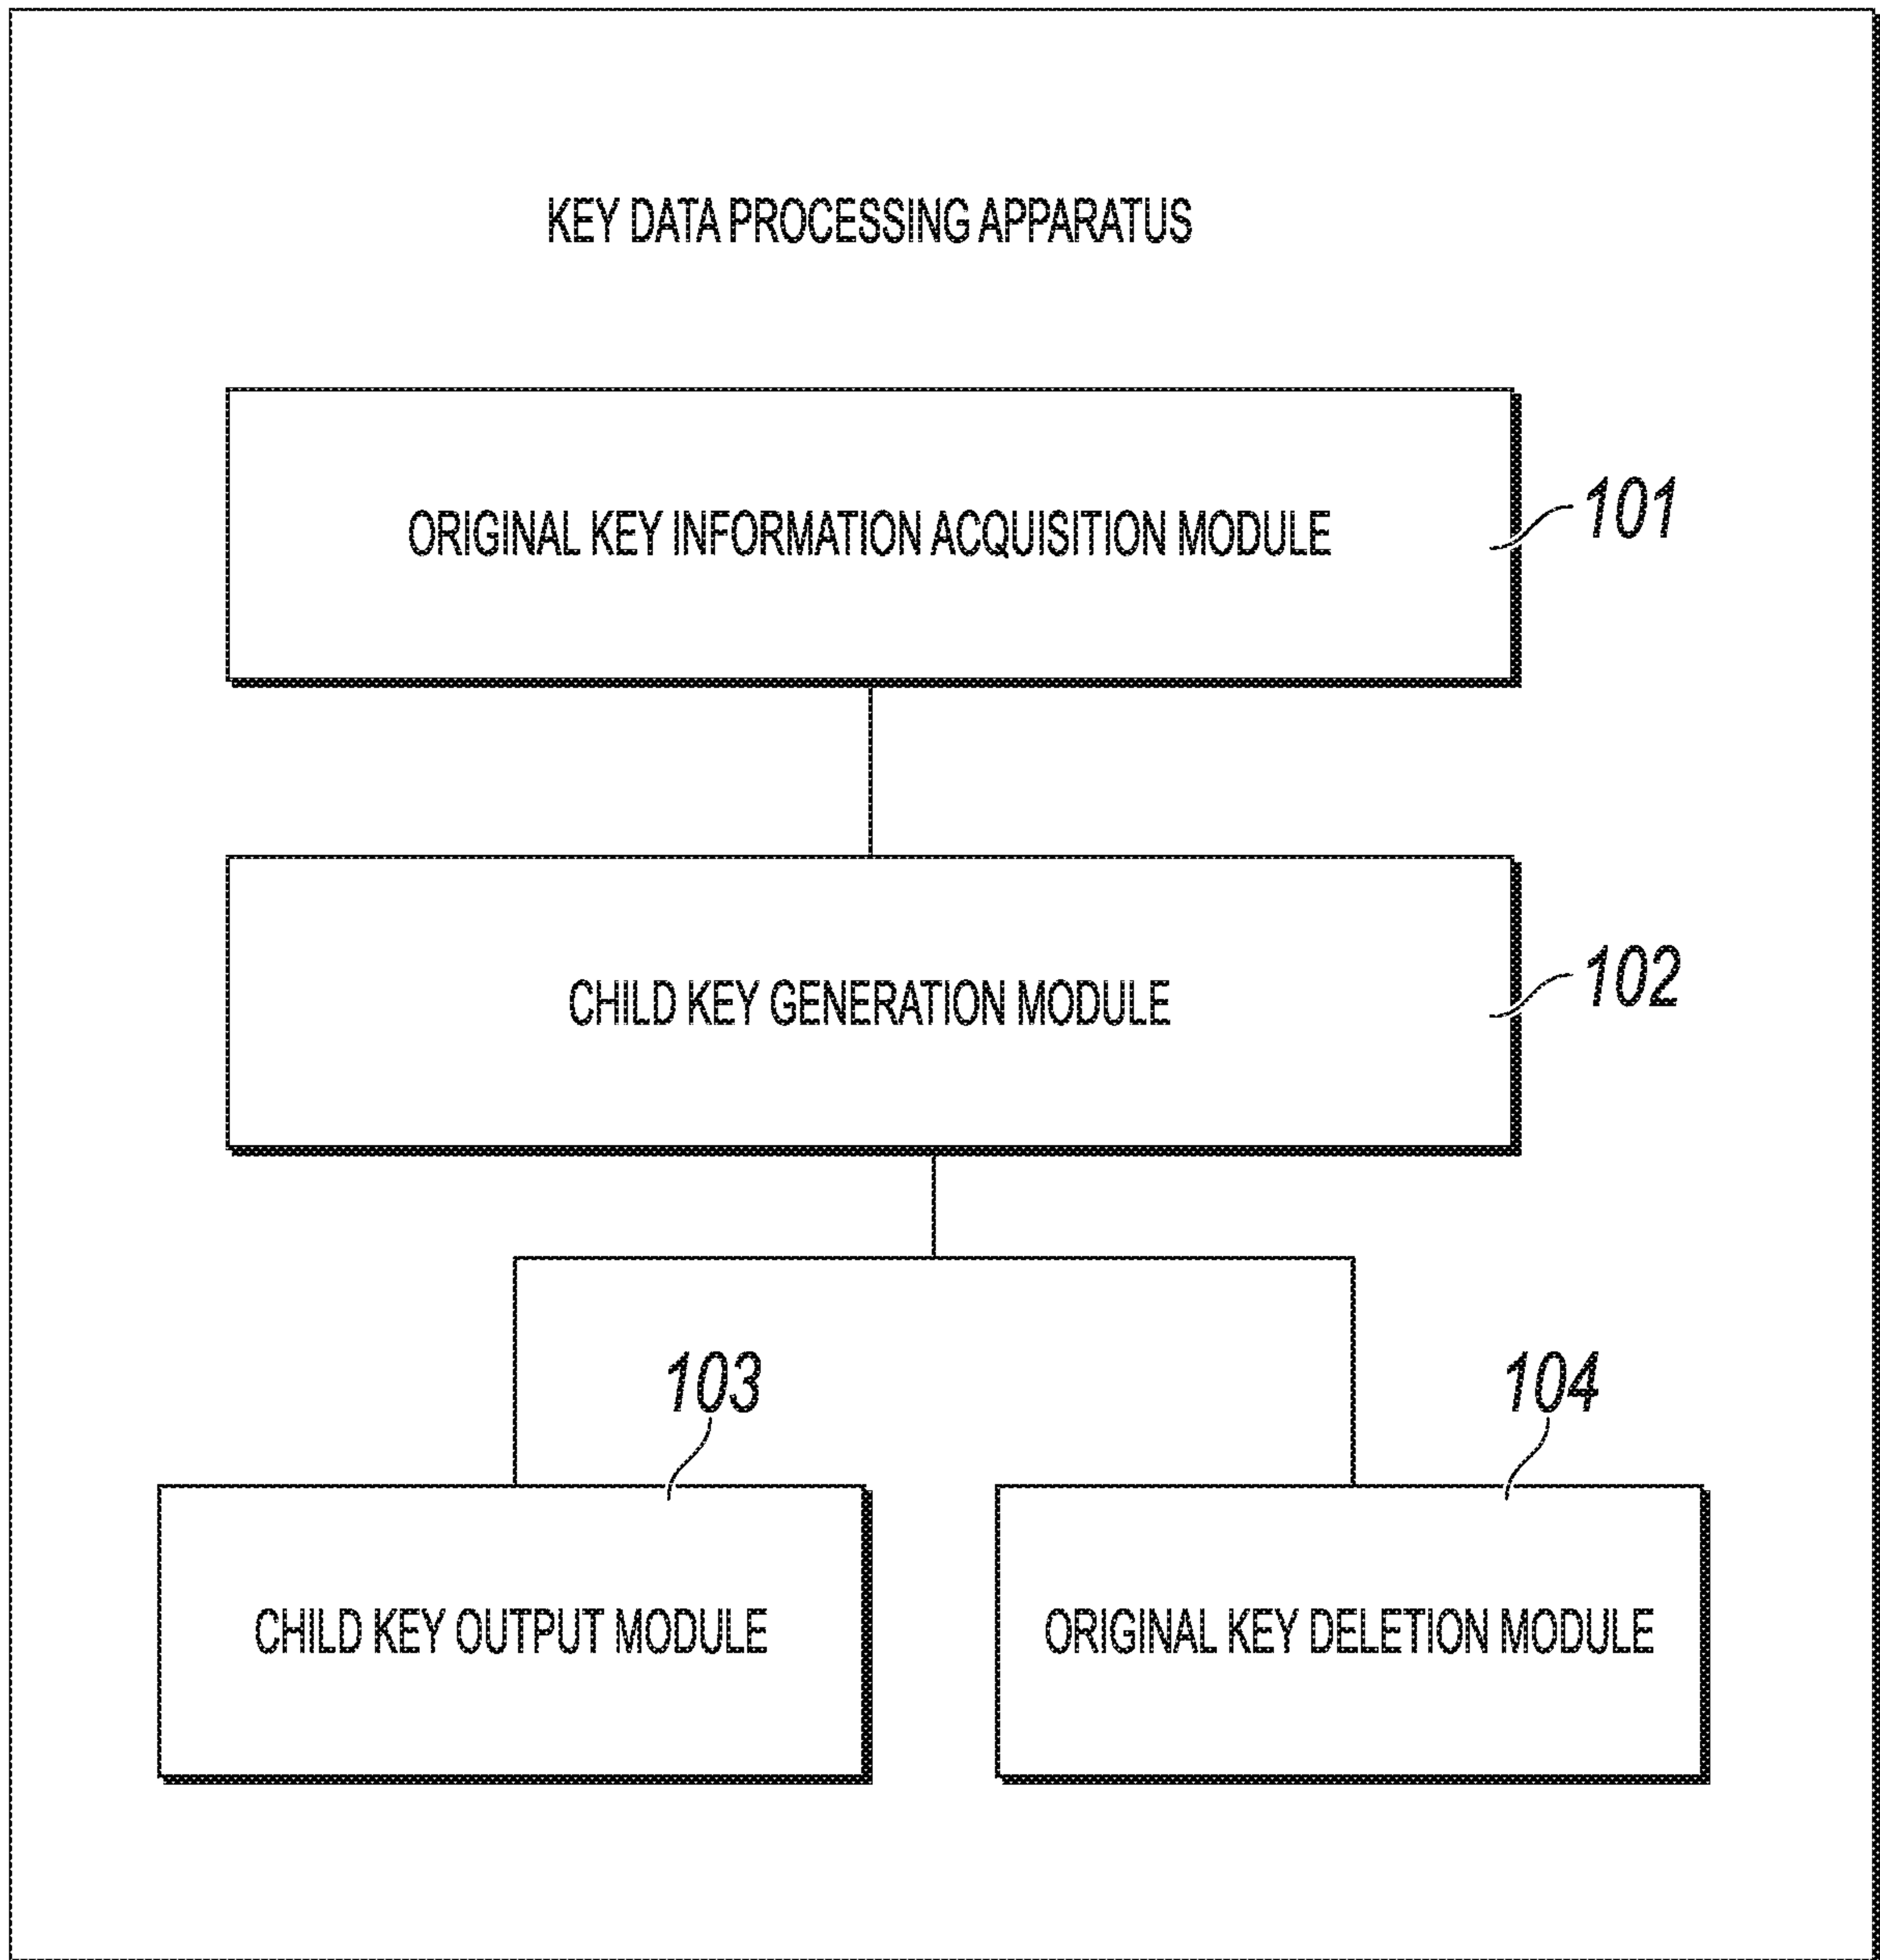 KEY DATA PROCESSING APPARATUS
ORIGINAL KEY INFORMATION ACQUISITION MODULE
101
CHILD KEY GENERATION MODULE
102
103
104
CHILD KEY OUTPUT MODULE
ORIGINAL KEY DELETION MODULE